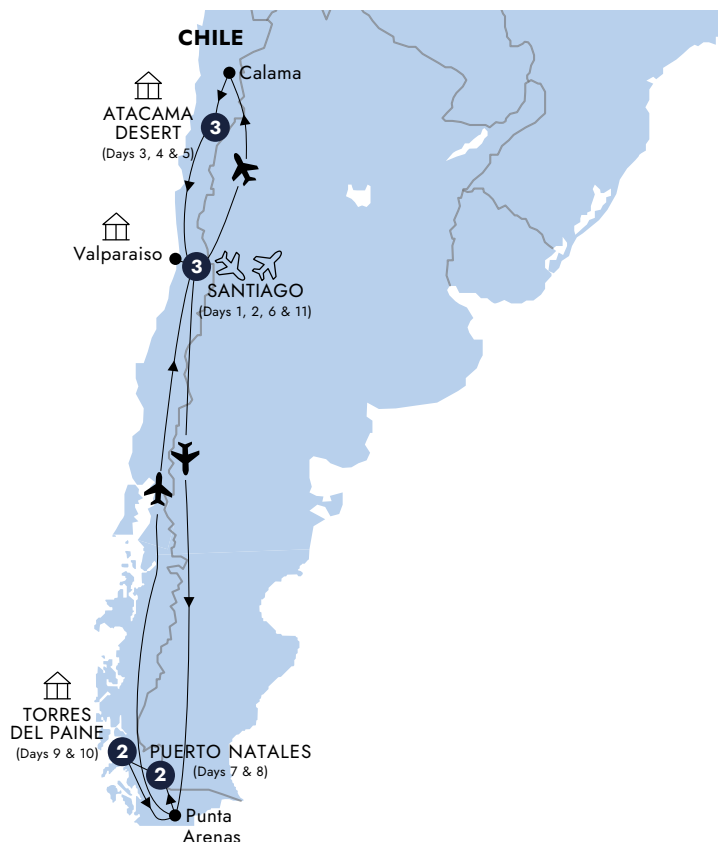 CHILE
Calama
ATACAMA
DESERT
(Days 3, 4 & 5)
3
Valparaiso
3
SANTIAGO
(Days 1, 2, 6 & 11)
TORRES
DEL PAINE
(Days 9 & 10)
2
PUERTO NATALES
(Days 7 & 8)
2
Punta
Arenas